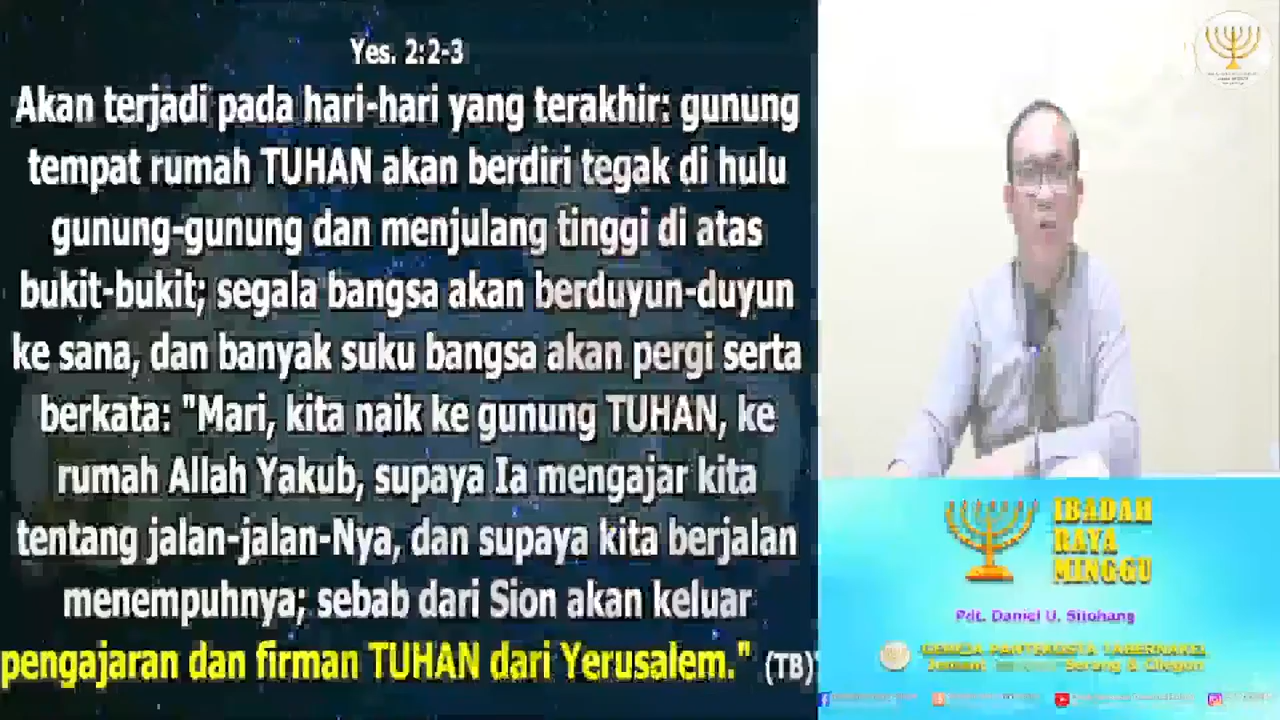 Yes. 2:2-3
Akan terjadi pada hari-hari yang terakhir: gunung
tempat rumah TUHAN akan berdiri tegak di hulu
gunung-gunung dan menjulang tinggi di atas
bukit-bukit; segala bangsa akan berduyun-duyun
ke sana, dan banyak suku bangsa akan pergi serta
berkata: "Mari, kita naik ke gunung TUHAN, ke
rumah Allah Yakub, supaya Ia mengajar kita
tentang jalan-jalan-Nya, dan supaya kita berjalan
menempuhnya; sebab dari Sion akan keluar
pengajaran dan firman TUHAN dari Yerusalem." (TB)
IBADAH
RAYA
MINGGU
Pdt. Daniel U. Sitohang
GEREJA PANTEKOSTA TABERNAKEL
Serang & Cilegon